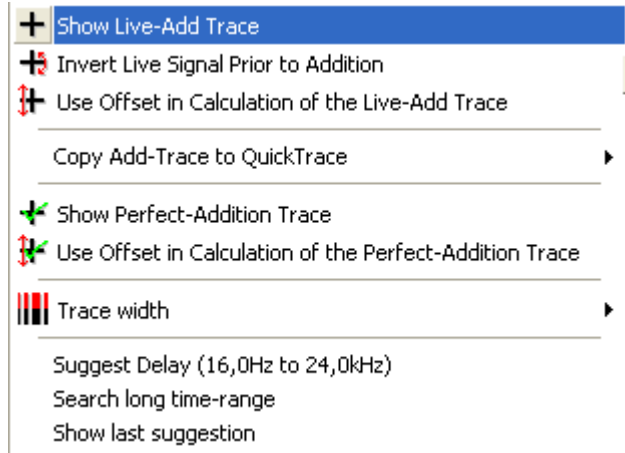 Show Live-Add Trace
Invert Live Signal Prior to Addition
Use Offset in Calculation of the Live-Add Trace
Copy Add-Trace to QuickTrace
Show Perfect-Addition Trace
Use Offset in Calculation of the Perfect-Addition Trace
Trace width
Suggest Delay (16,0Hz to 24,0kHz)
Search long time-range
Show last suggestion